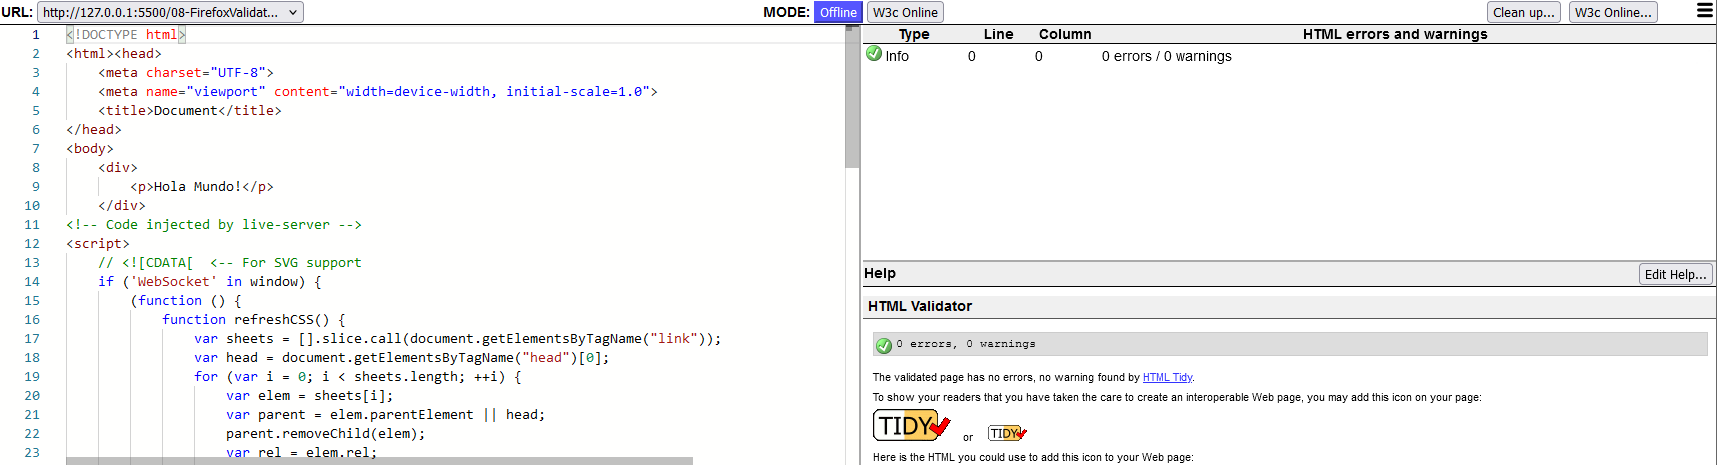 URL: http://127.0.0.1:5500/08-FirefoxValidat... MODE: Offline W3c Online Clean up... W3c Online...
1 <!DOCTYPE html>
2 <html><head>
3 <meta charset="UTF-8">
4 <meta name="viewport" content="width=device-width, initial-scale=1.0">
5 <title>Document</title>
6 </head>
7 <body>
8 <div>
9 <p>Hola Mundo!</p>
10 </div>
11 <!-- Code injected by live-server -->
12 <script>
13 // <![CDATA[  <-- For SVG support
14 if ('WebSocket' in window) {
15 (function () {
16 function refreshCSS() {
17 var sheets = [].slice.call(document.getElementsByTagName("link"));
18 var head = document.getElementsByTagName("head")[0];
19 for (var i = 0; i < sheets.length; ++i) {
20 var elem = sheets[i];
21 var parent = elem.parentElement || head;
22 parent.removeChild(elem);
23 var rel = elem.rel;
Type Line Column HTML errors and warnings
Info 0 0 0 errors / 0 warnings
Help Edit Help...
HTML Validator
0 errors, 0 warnings
The validated page has no errors, no warning found by HTML Tidy.
To show your readers that you have taken the care to create an interoperable Web page, you may add this icon on your page:
TIDY or TIDY
Here is the HTML you could use to add this icon to your Web page: